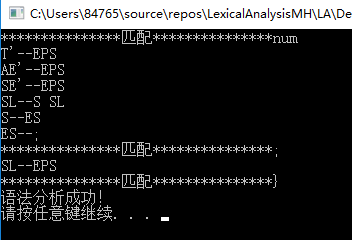 C:\Users\84765\source\repos\LexicalAnalysisMH\LA\De
***************匹配***************num
T'--EPS
AE'--EPS
SE'--EPS
SL--S SL
S--ES
ES--;
***************匹配***************;
SL--EPS
***************匹配***************}
语法分析成功!
请按任意键继续. . .